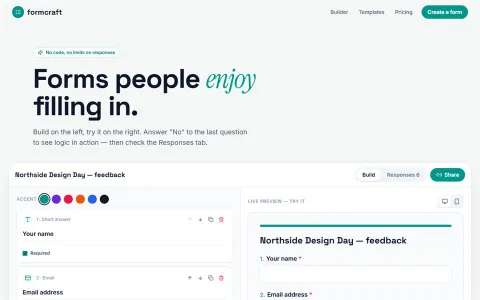 formcraft
Builder Templates Pricing Create a form
No code, no limits on responses
Forms people enjoy
filling in.
Build on the left, try it on the right. Answer "No" to the last question
to see logic in action — then check the Responses tab.
Northside Design Day — feedback
Build Responses 6 Share
ACCENT
LIVE PREVIEW — TRY IT
1 · Short answer
Your name
Required
2 · Email
Email address
Northside Design Day — feedback
1. Your name *
2. Email address *